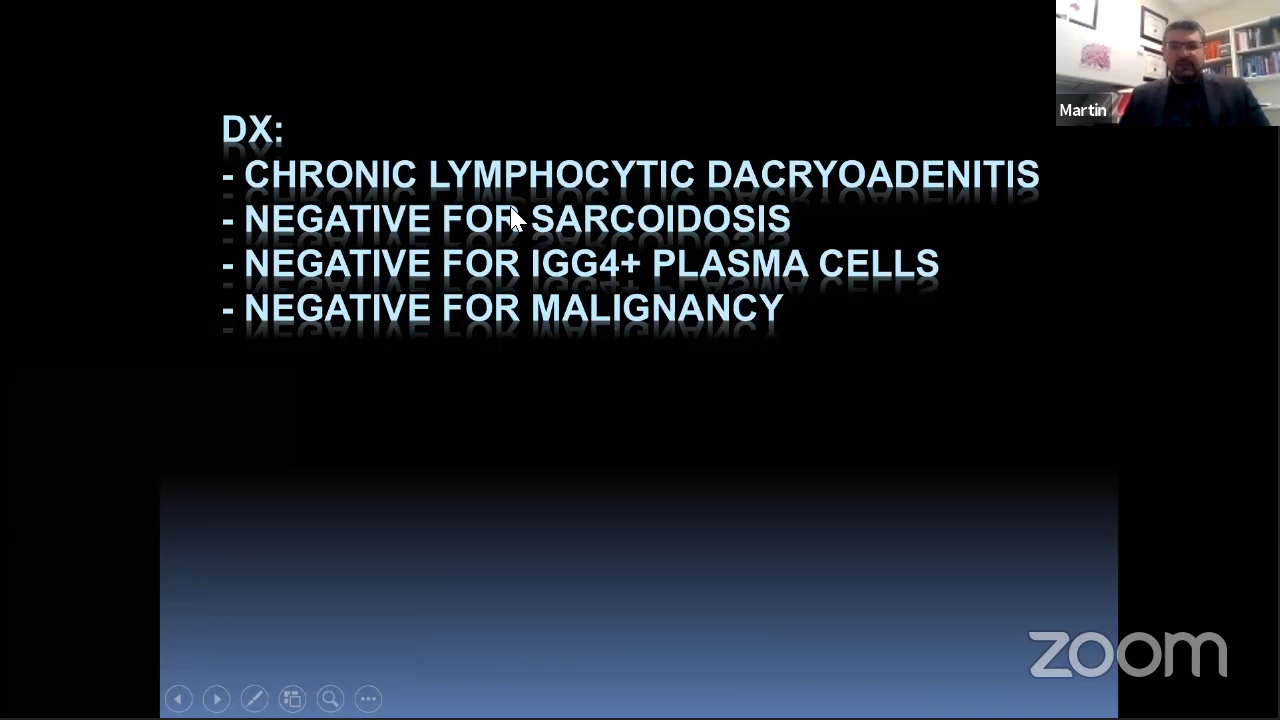 DX:
- CHRONIC LYMPHOCYTIC DACRYOADENITIS
- NEGATIVE FOR SARCOIDOSIS
- NEGATIVE FOR IGG4+ PLASMA CELLS
- NEGATIVE FOR MALIGNANCY
Martin
zoom